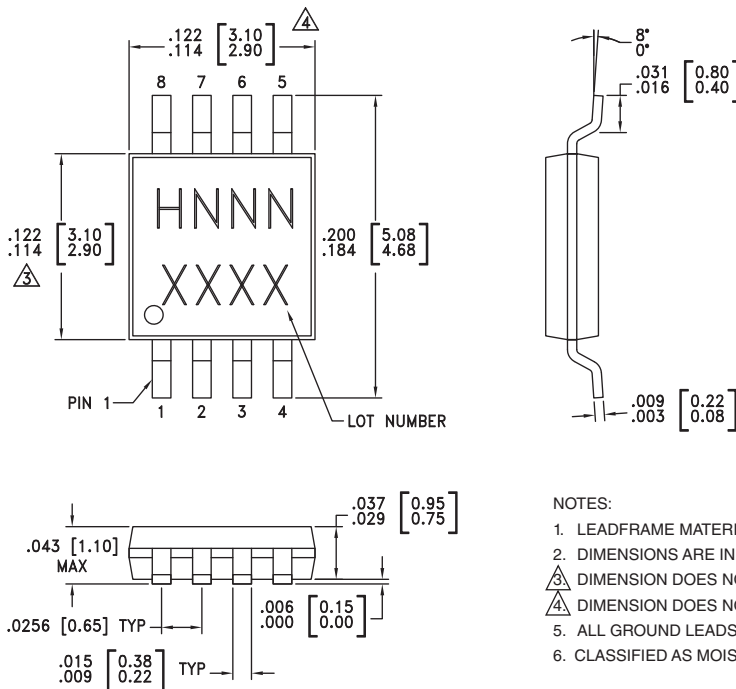 .122 [3.10]
.114 [2.90]
4
8 7 6 5
HNNN
XXXX
.122 [3.10]
.114 [2.90]
3
.200 [5.08]
.184 [4.68]
PIN 1
1 2 3 4
LOT NUMBER
8°
0°
.031 [0.80]
.016 [0.40]
.009 [0.22]
.003 [0.08]
.043 [1.10]
MAX
.037 [0.95]
.029 [0.75]
.0256 [0.65] TYP
.006 [0.15]
.000 [0.00]
.015 [0.38]
.009 [0.22]
TYP
NOTES:
1. LEADFRAME MATERI
2. DIMENSIONS ARE IN
3. DIMENSION DOES NO
4. DIMENSION DOES NO
5. ALL GROUND LEADS
6. CLASSIFIED AS MOIS